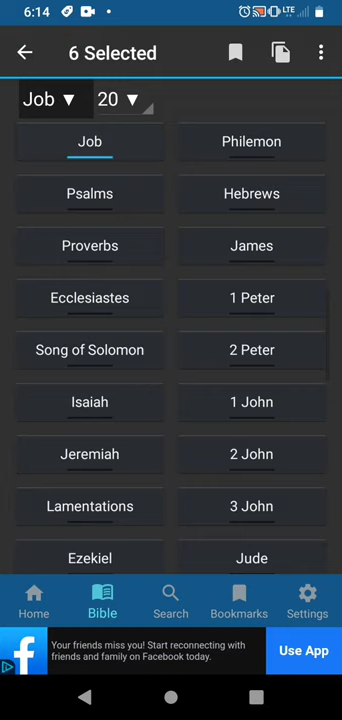 6:14
LTE
6 Selected
Job ▼ 20 ▼
Job
Philemon
Psalms
Hebrews
Proverbs
James
Ecclesiastes
1 Peter
Song of Solomon
2 Peter
Isaiah
1 John
Jeremiah
2 John
Lamentations
3 John
Ezekiel
Jude
Home
Bible
Search
Bookmarks
Settings
Your friends miss you! Start reconnecting with
friends and family on Facebook today.
Use App